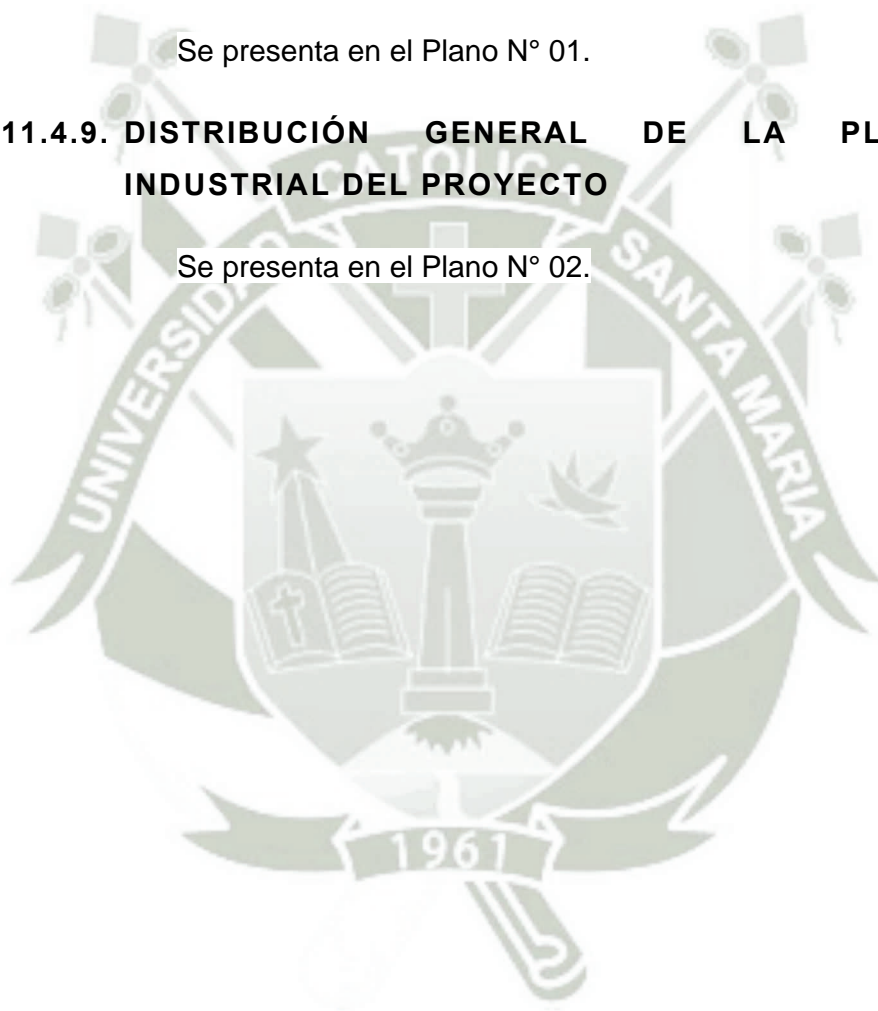 Se presenta en el Plano N° 01.
11.4.9. DISTRIBUCIÓN GENERAL DE LA PL
INDUSTRIAL DEL PROYECTO
Se presenta en el Plano N° 02.
UNIVERSIDAD CATOLICA SANTA MARIA
1961